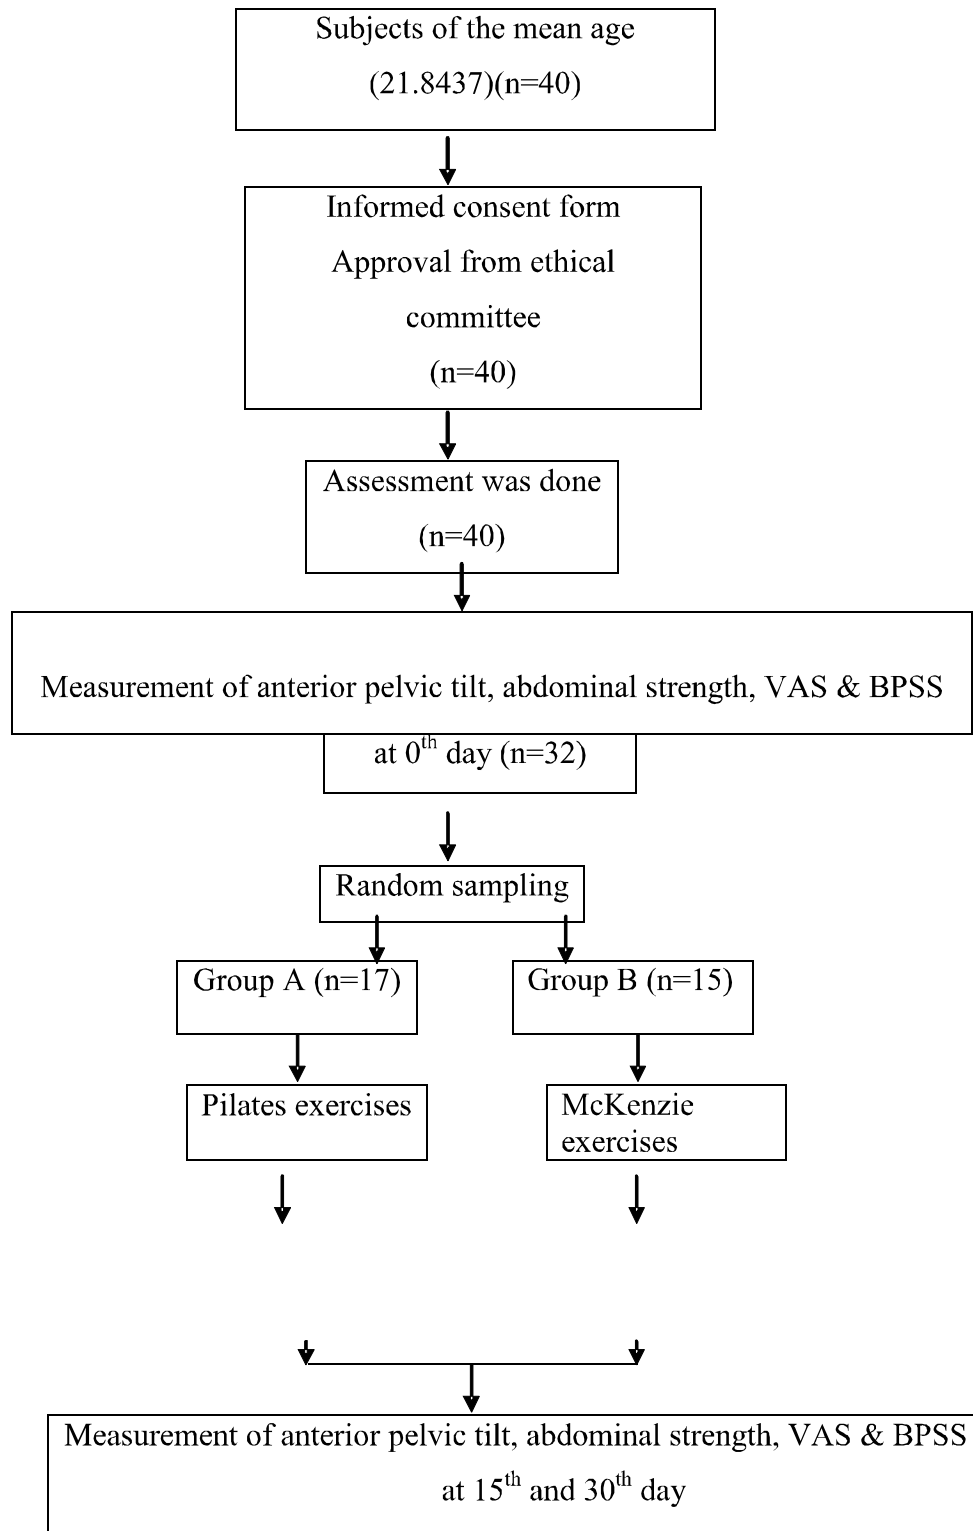 Subjects of the mean age
(21.8437)(n=40)
Informed consent form
Approval from ethical
committee
(n=40)
Assessment was done
(n=40)
Measurement of anterior pelvic tilt, abdominal strength, VAS & BPSS
at 0th day (n=32)
Random sampling
Group A (n=17)
Group B (n=15)
Pilates exercises
McKenzie
exercises
Measurement of anterior pelvic tilt, abdominal strength, VAS & BPSS
at 15th and 30th day